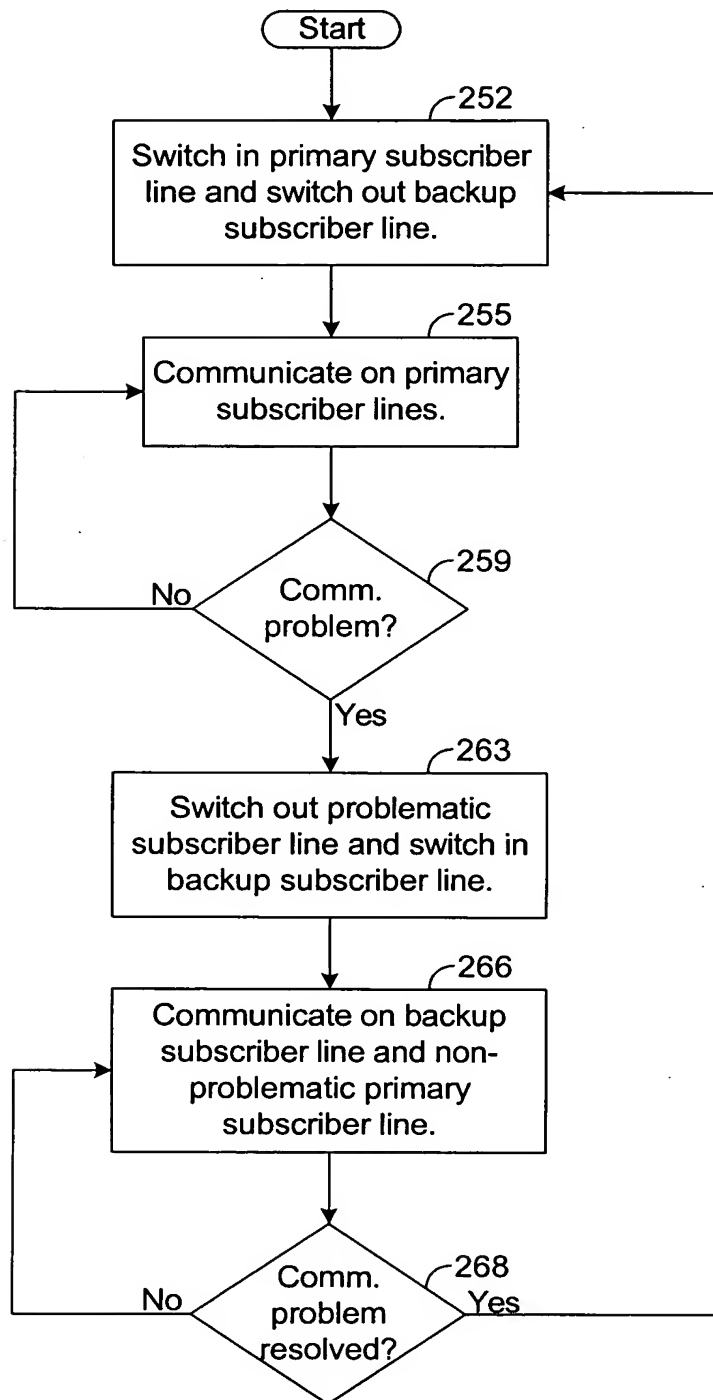 Start
252
Switch in primary subscriber
line and switch out backup
subscriber line.
255
Communicate on primary
subscriber lines.
259
Comm.
problem?
No
Yes
263
Switch out problematic
subscriber line and switch in
backup subscriber line.
266
Communicate on backup
subscriber line and non-
problematic primary
subscriber line.
268
Comm.
problem
resolved?
No
Yes